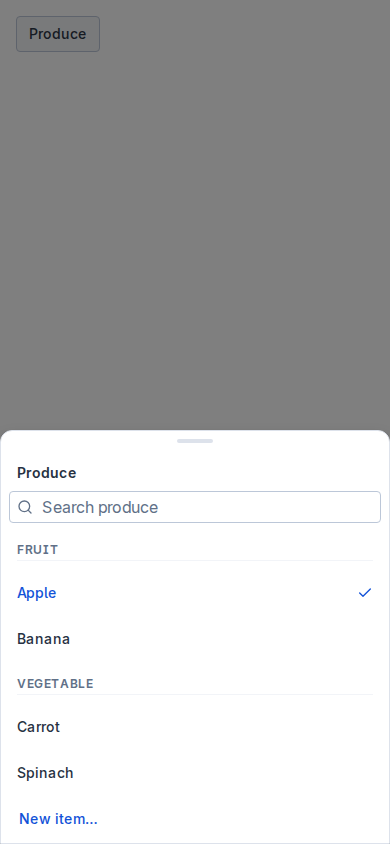 Produce
Produce
Search produce
FRUIT
Apple
Banana
VEGETABLE
Carrot
Spinach
New item...